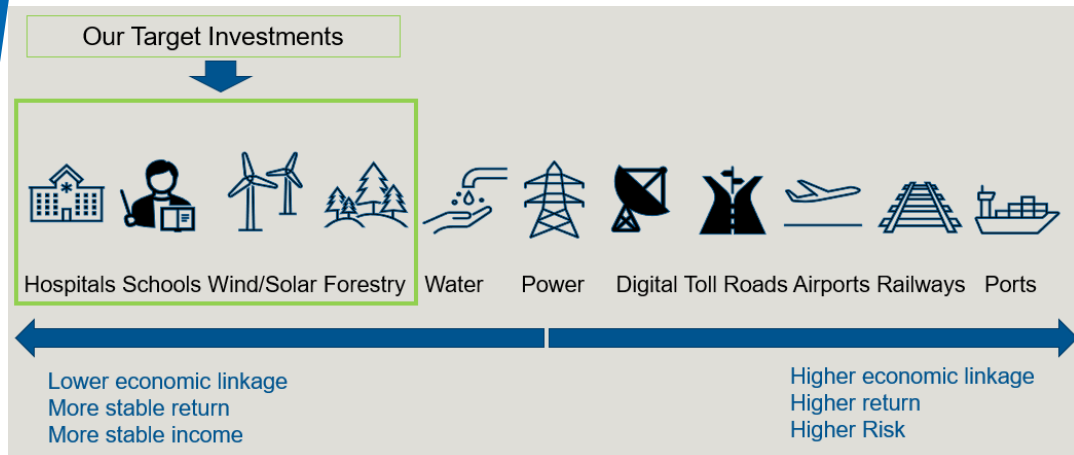 Our Target Investments
Hospitals Schools Wind/Solar Forestry Water Power Digital Toll Roads Airports Railways Ports
Lower economic linkage
More stable return
More stable income
Higher economic linkage
Higher return
Higher Risk